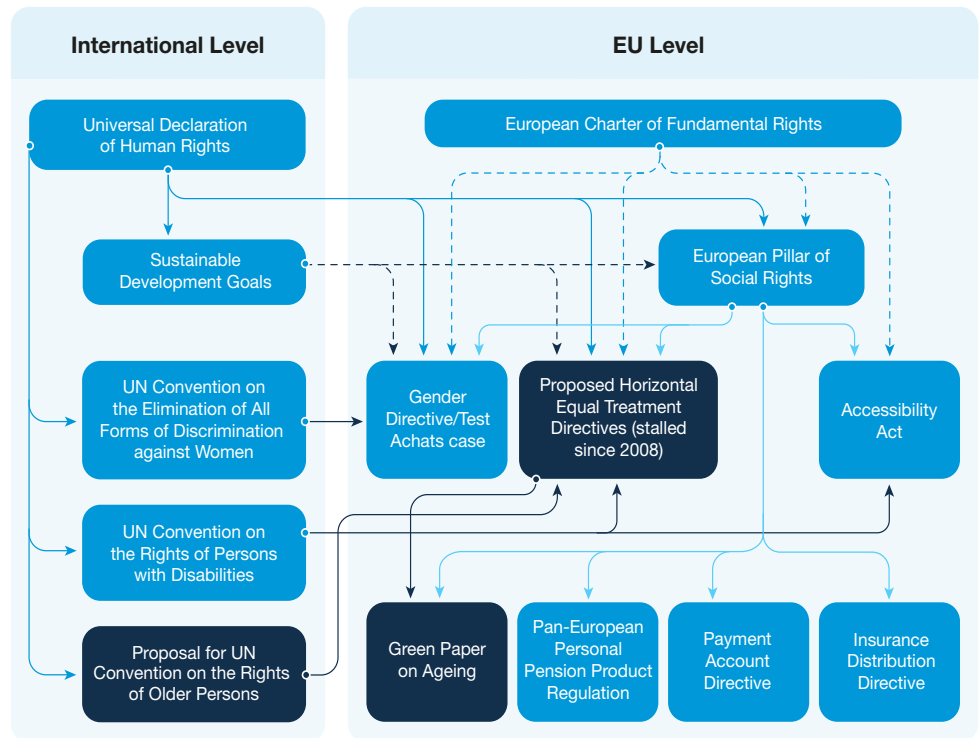 International Level
EU Level
Universal Declaration
of Human Rights
European Charter of Fundamental Rights
Sustainable
Development Goals
European Pillar of
Social Rights
UN Convention on
the Elimination of All
Forms of Discrimination
against Women
Gender
Directive/Test
Achats case
Proposed Horizontal
Equal Treatment
Directives (stalled
since 2008)
Accessibility
Act
UN Convention on
the Rights of Persons
with Disabilities
Proposal for UN
Convention on the Rights
of Older Persons
Green Paper
on Ageing
Pan-European
Personal
Pension Product
Regulation
Payment
Account
Directive
Insurance
Distribution
Directive